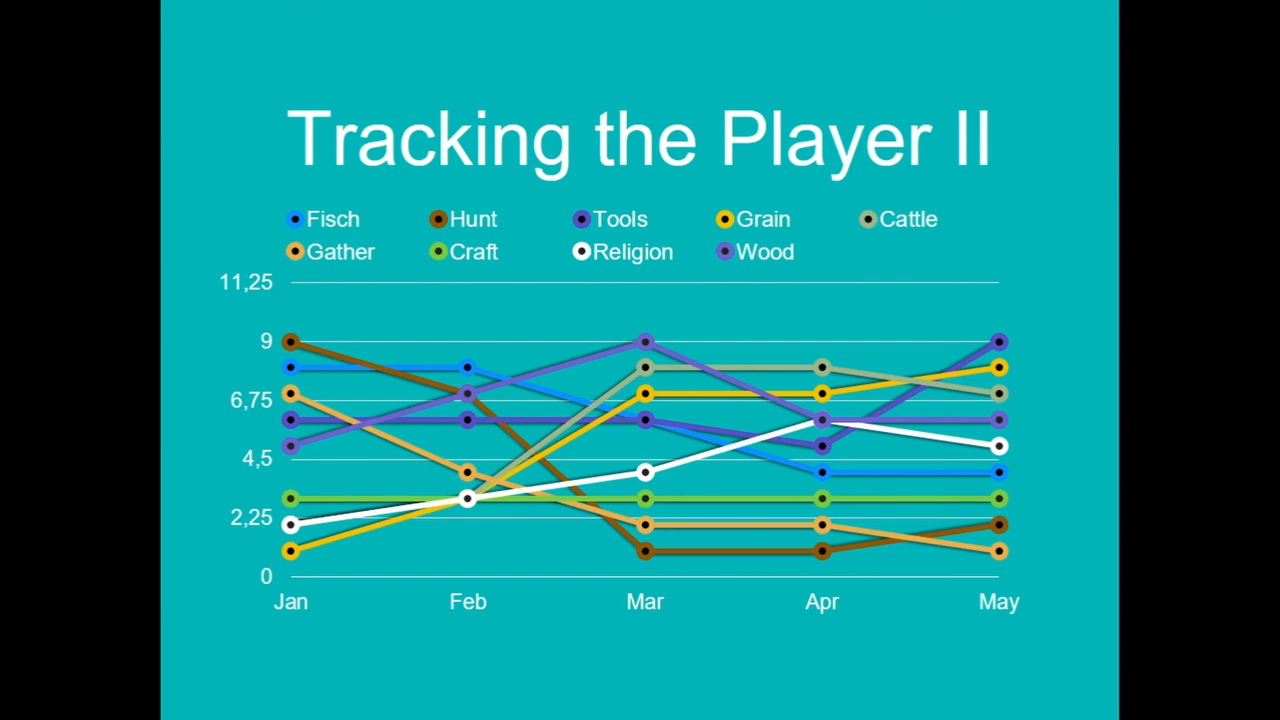 Tracking the Player II
Fisch Hunt Tools Grain Cattle
Gather Craft Religion Wood
11,25
9
6,75
4,5
2,25
0
Jan Feb Mar Apr May